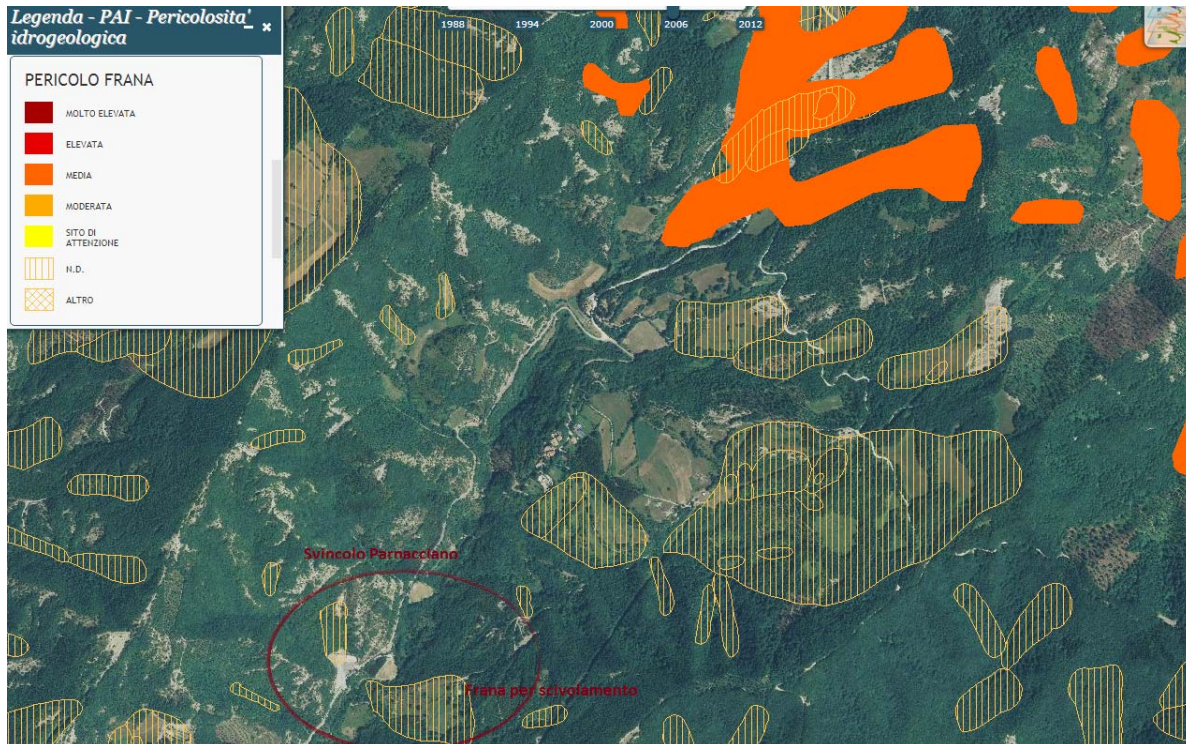 Legenda - PAI - Pericolosita'
idrogeologica
PERICOLO FRANA
MOLTO ELEVATA
ELEVATA
MEDIA
MODERATA
SITO DI
ATTENZIONE
N.D.
ALTRO
1988 1994 2000 2006 2012
Svincolo Parnacciano
Frana per scivolamento